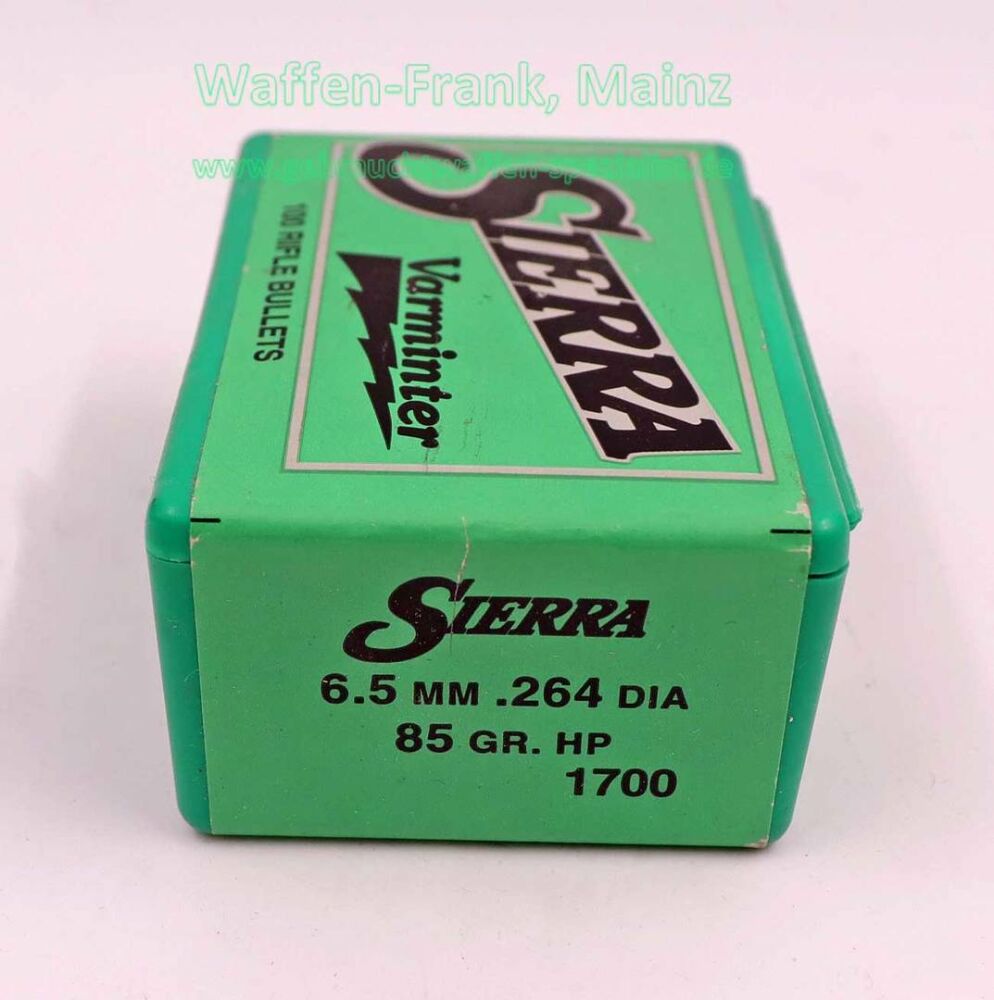 Waffen-Frank, Mainz
SIERRA
Varminter
100 RIFLE BULLETS
SIERRA
6.5 MM .264 DIA
85 GR. HP
1700